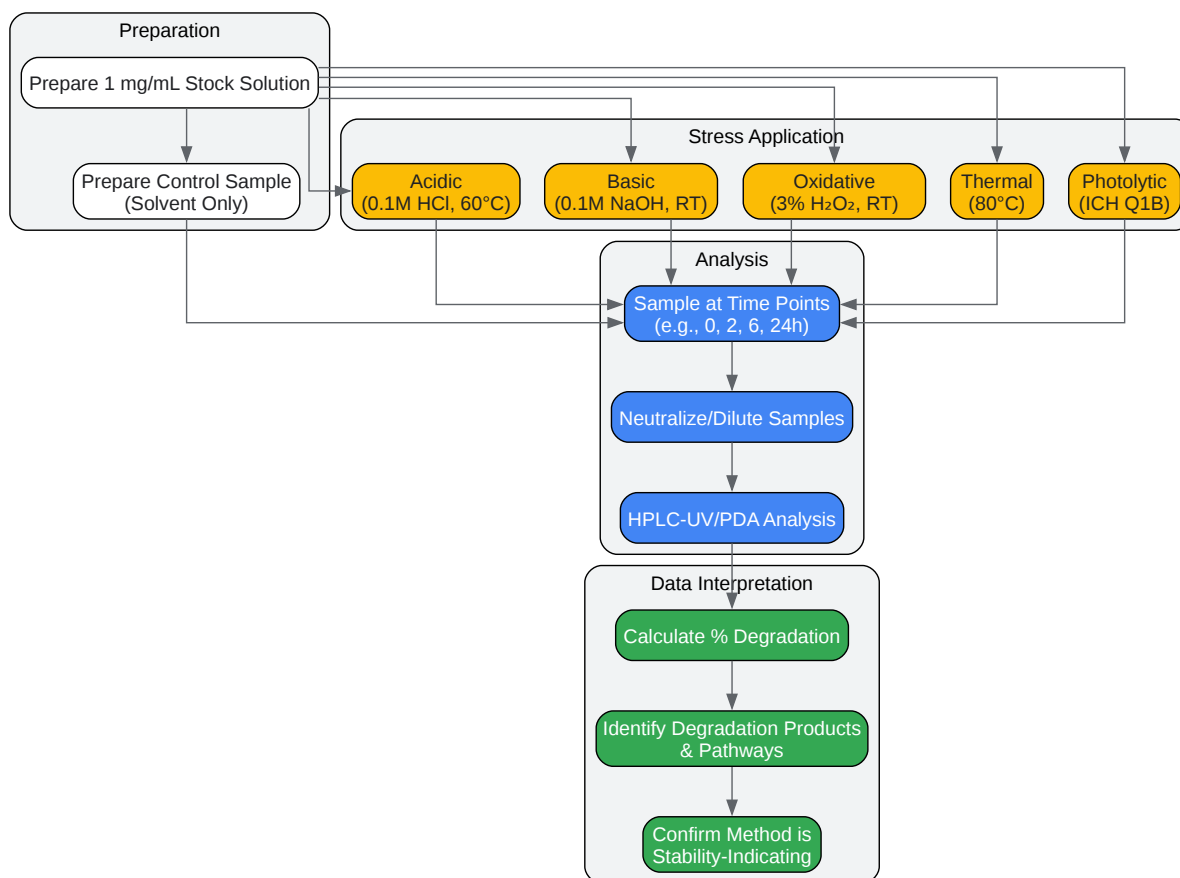 Preparation
Prepare 1 mg/mL Stock Solution
Prepare Control Sample
(Solvent Only)
Stress Application
Acidic
(0.1M HCl, 60°C)
Basic
(0.1M NaOH, RT)
Oxidative
(3% H₂O₂, RT)
Thermal
(80°C)
Photolytic
(ICH Q1B)
Analysis
Sample at Time Points
(e.g., 0, 2, 6, 24h)
Neutralize/Dilute Samples
HPLC-UV/PDA Analysis
Data Interpretation
Calculate % Degradation
Identify Degradation Products
& Pathways
Confirm Method is
Stability-Indicating